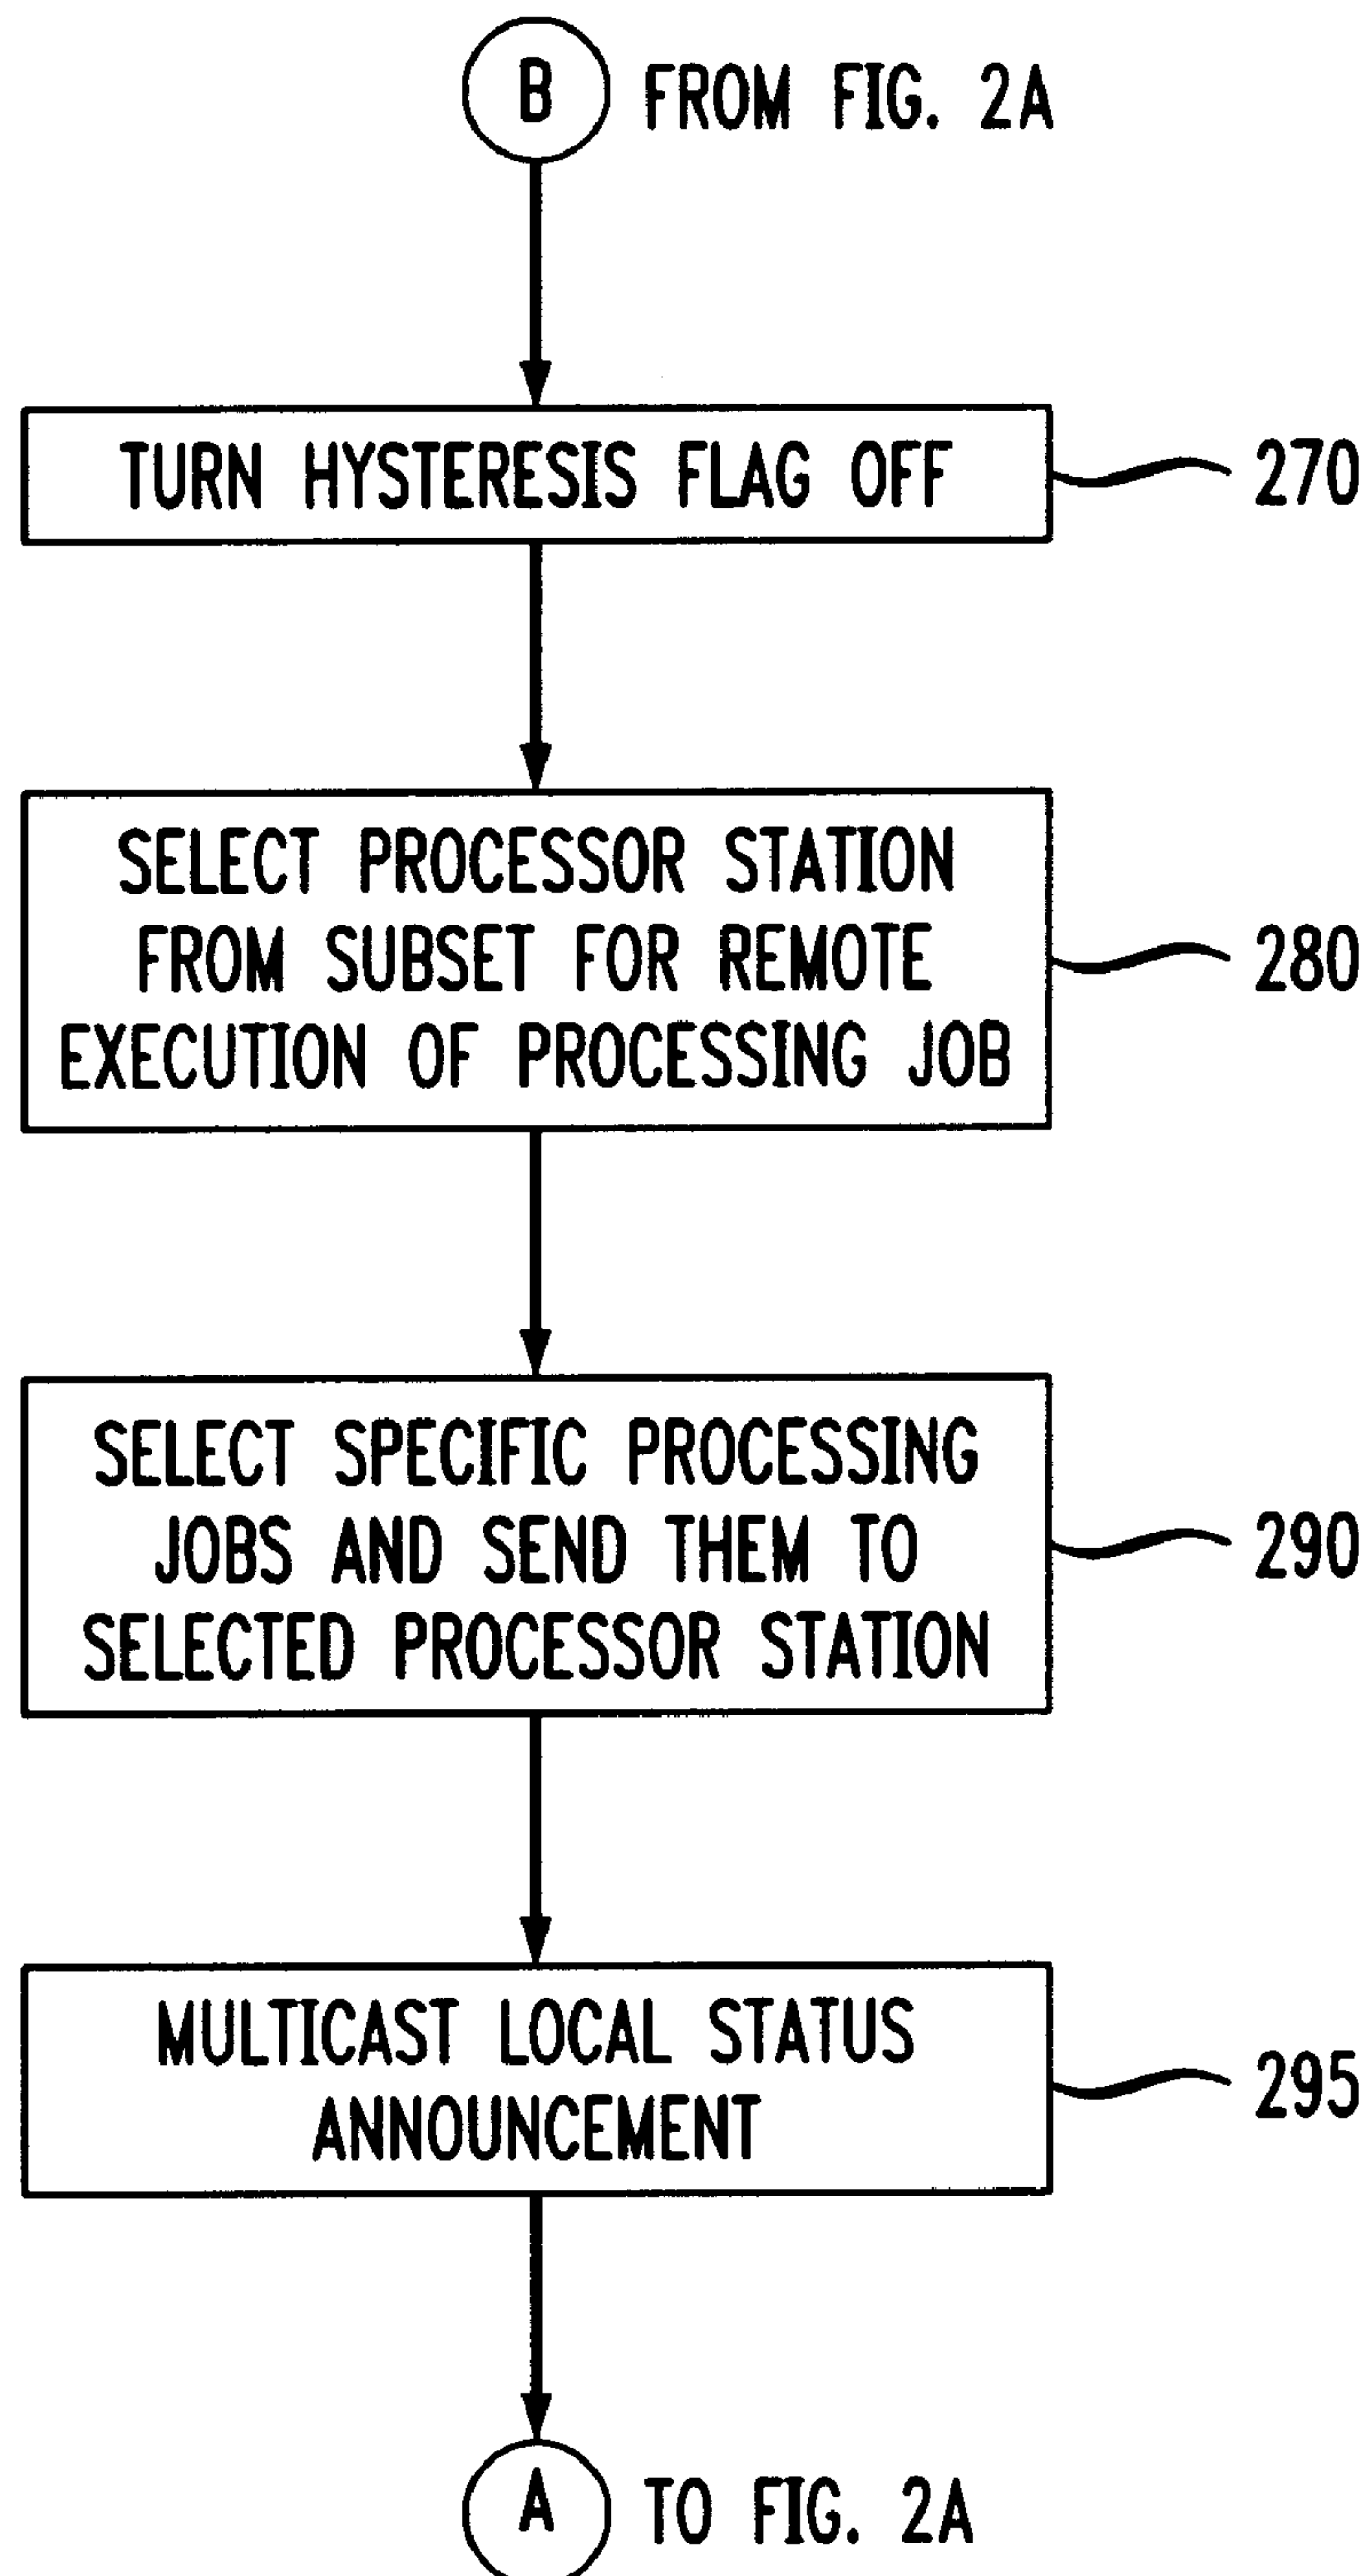 B FROM FIG. 2A
TURN HYSTERESIS FLAG OFF
270
SELECT PROCESSOR STATION
FROM SUBSET FOR REMOTE
EXECUTION OF PROCESSING JOB
280
SELECT SPECIFIC PROCESSING
JOBS AND SEND THEM TO
SELECTED PROCESSOR STATION
290
MULTICAST LOCAL STATUS
ANNOUNCEMENT
295
A TO FIG. 2A